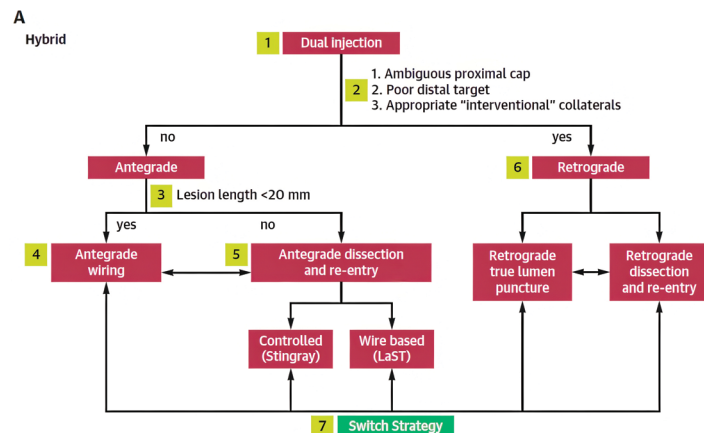 A
Hybrid
1 Dual injection
2
1. Ambiguous proximal cap
2. Poor distal target
3. Appropriate "interventional" collaterals
no
yes
Antegrade
6 Retrograde
3 Lesion length <20 mm
yes
no
4
Antegrade
wiring
5
Antegrade dissection
and re-entry
Retrograde
true lumen
puncture
Retrograde
dissection
and re-entry
Controlled
(Stingray)
Wire based
(LaST)
7 Switch Strategy